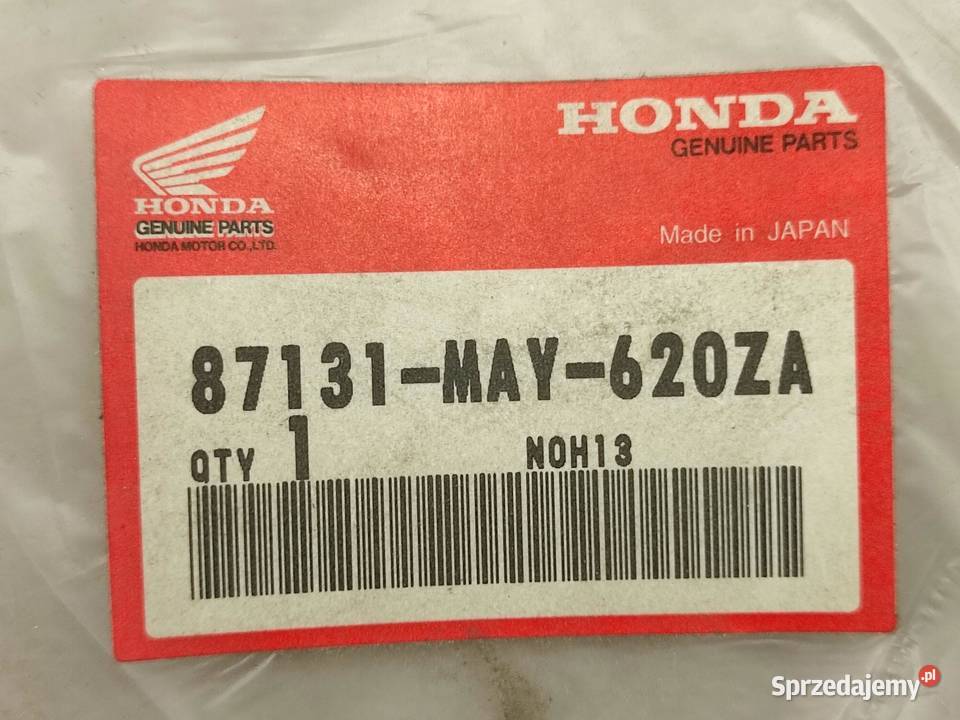 HONDA
GENUINE PARTS
HONDA MOTOR CO.,LTD.
HONDA
GENUINE PARTS
Made in JAPAN
87131-MAY-620ZA
QTY 1 NOH13
Sprzedajemy.pl